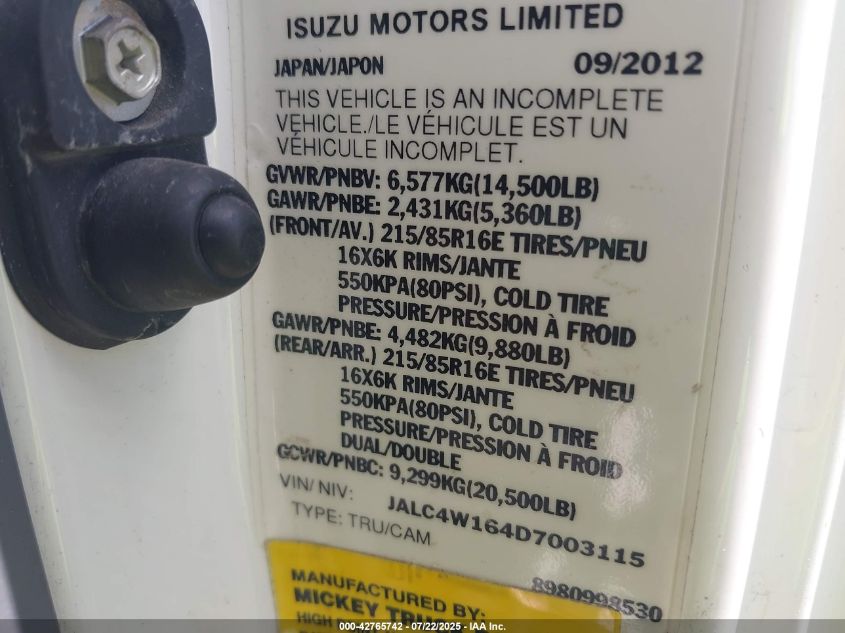 ISUZU MOTORS LIMITED
JAPAN/JAPON 09/2012
THIS VEHICLE IS AN INCOMPLETE
VEHICLE./LE VÉHICULE EST UN
VÉHICULE INCOMPLET.
GVWR/PNBV: 6,577KG(14,500LB)
GAWR/PNBE: 2,431KG(5,360LB)
(FRONT/AV.) 215/85R16E TIRES/PNEU
16X6K RIMS/JANTE
550KPA(80PSI), COLD TIRE
PRESSURE/PRESSION À FROID
GAWR/PNBE: 4,482KG(9,880LB)
(REAR/ARR.) 215/85R16E TIRES/PNEU
16X6K RIMS/JANTE
550KPA(80PSI), COLD TIRE
PRESSURE/PRESSION À FROID
DUAL/DOUBLE
GCWR/PNBC: 9,299KG(20,500LB)
VIN/ NIV: JALC4W164D7003115
TYPE: TRU/CAM
8980998530
MANUFACTURED BY:
MICKEY
HIGH
000-42765742 - 07/22/2025 - IAA Inc. Copyright